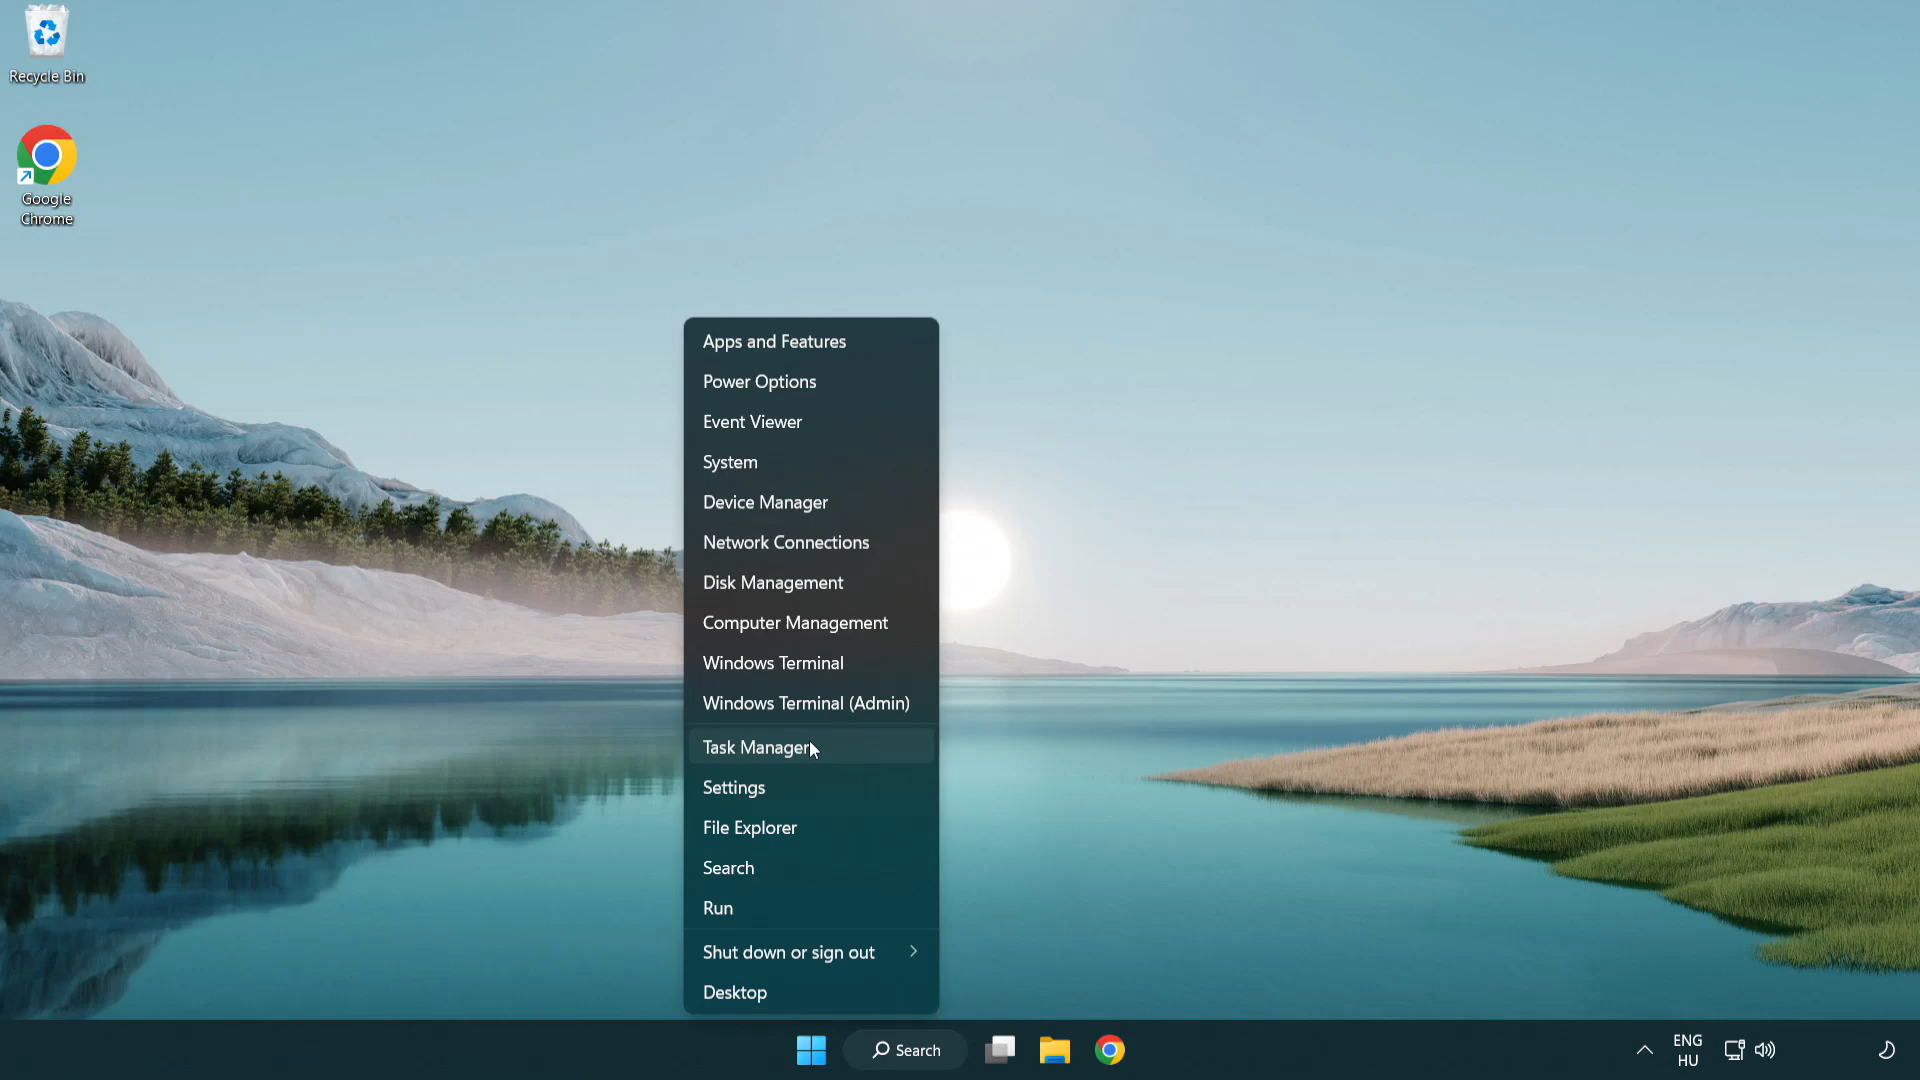 Recycle Bin
Google
Chrome
Apps and Features
Power Options
Event Viewer
System
Device Manager
Network Connections
Disk Management
Computer Management
Windows Terminal
Windows Terminal (Admin)
Task Manager
Settings
File Explorer
Search
Run
Shut down or sign out
Desktop
Search
ENG
HU